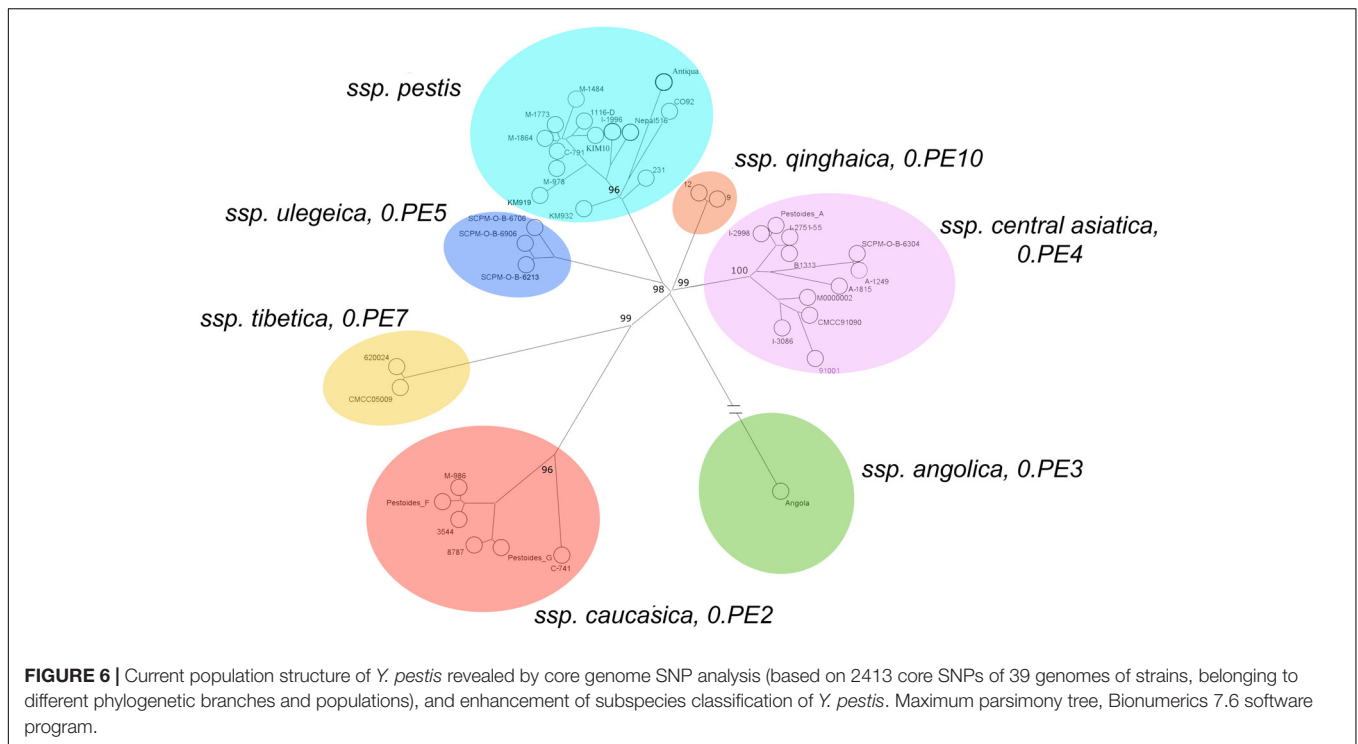 ssp. pestis
Antiqua
M-1484
CO92
M-1773
1116-D
I-1996
Nepal516
M-1864
KIM10
C-791
M-978
231
96
KM919
KM932
ssp. qinghaica, 0.PE10
12
9
ssp. ulegeica, 0.PE5
SCPM-O-B-6706
SCPM-O-B-6906
SCPM-O-B-6213
ssp. central asiatica,
0.PE4
Pestoides_A
I-2998
I-2751-55
SCPM-O-B-6304
B1313
100
A-1249
A-1815
M0000002
CMCC91090
I-3086
91001
98
99
99
ssp. tibetica, 0.PE7
620024
CMCC05009
ssp. angolica, 0.PE3
Angola
96
M-986
Pestoides_F
3544
8787
Pestoides_G
C-741
ssp. caucasica, 0.PE2
FIGURE 6 | Current population structure of Y. pestis revealed by core genome SNP analysis (based on 2413 core SNPs of 39 genomes of strains, belonging to
different phylogenetic branches and populations), and enhancement of subspecies classification of Y. pestis. Maximum parsimony tree, Bionumerics 7.6 software
program.